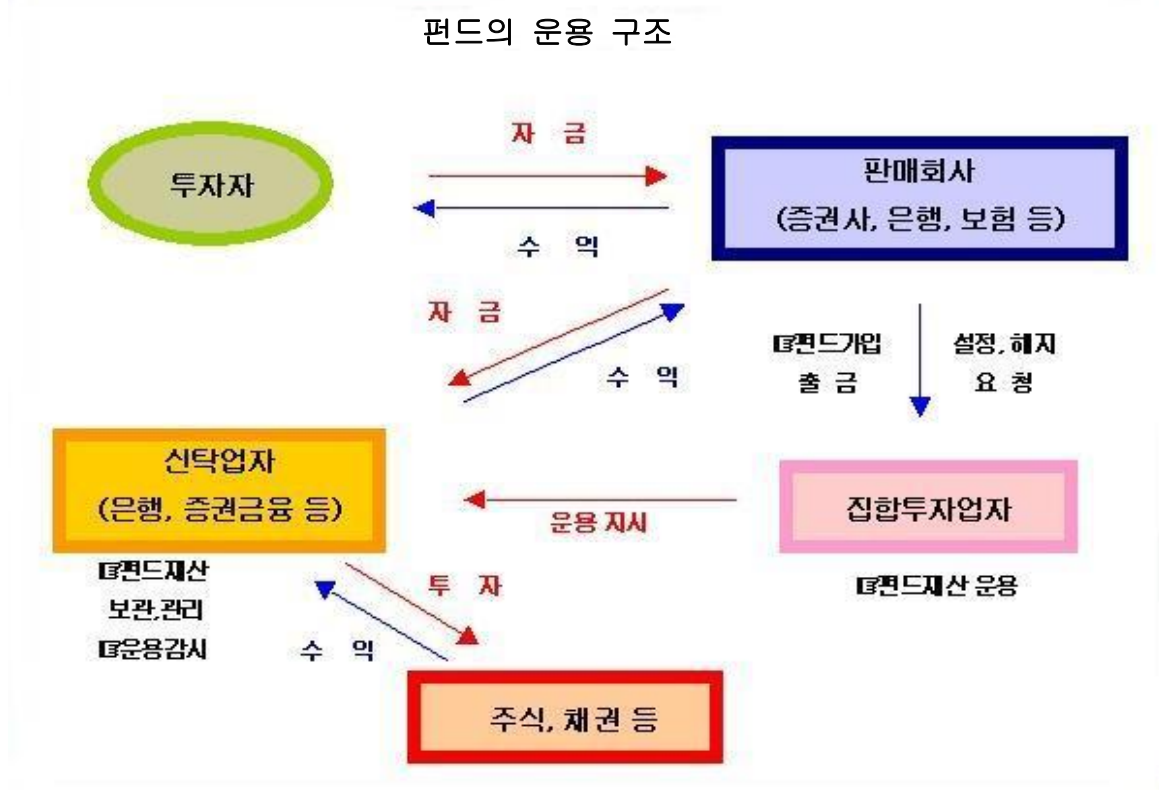 펀드의 운용 구조
자 금
투자자
판매회사
(증권사, 은행, 보험 등)
수 익
자 금
수 익
☞펀드가입
출 금
설정, 해지
요 청
신탁업자
(은행, 증권금융 등)
운용 지시
집합투자업자
☞펀드재산
보관,관리
☞운용감시
투 자
수 익
☞펀드재산 운용
주식, 채권 등